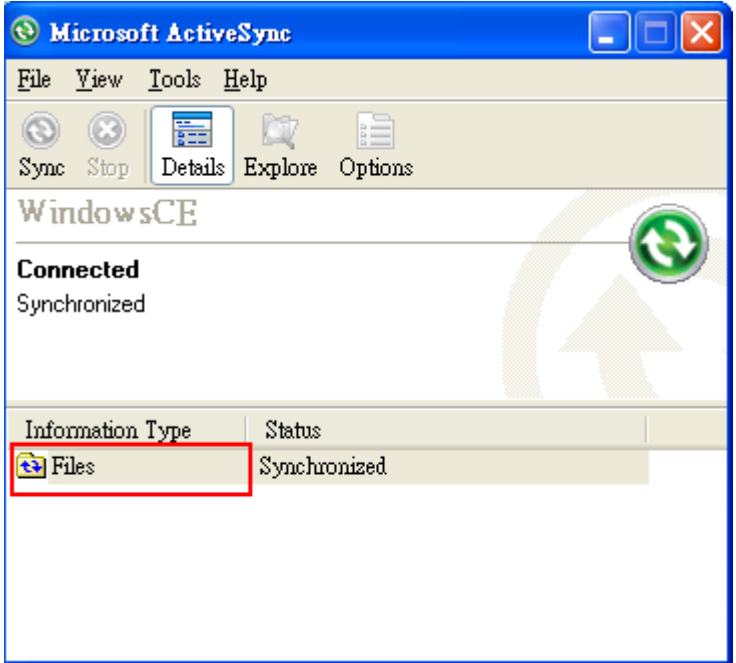 Microsoft ActiveSync
File View Tools Help
Sync Stop Details Explore Options
WindowsCE
Connected
Synchronized
Information Type Status
Files Synchronized